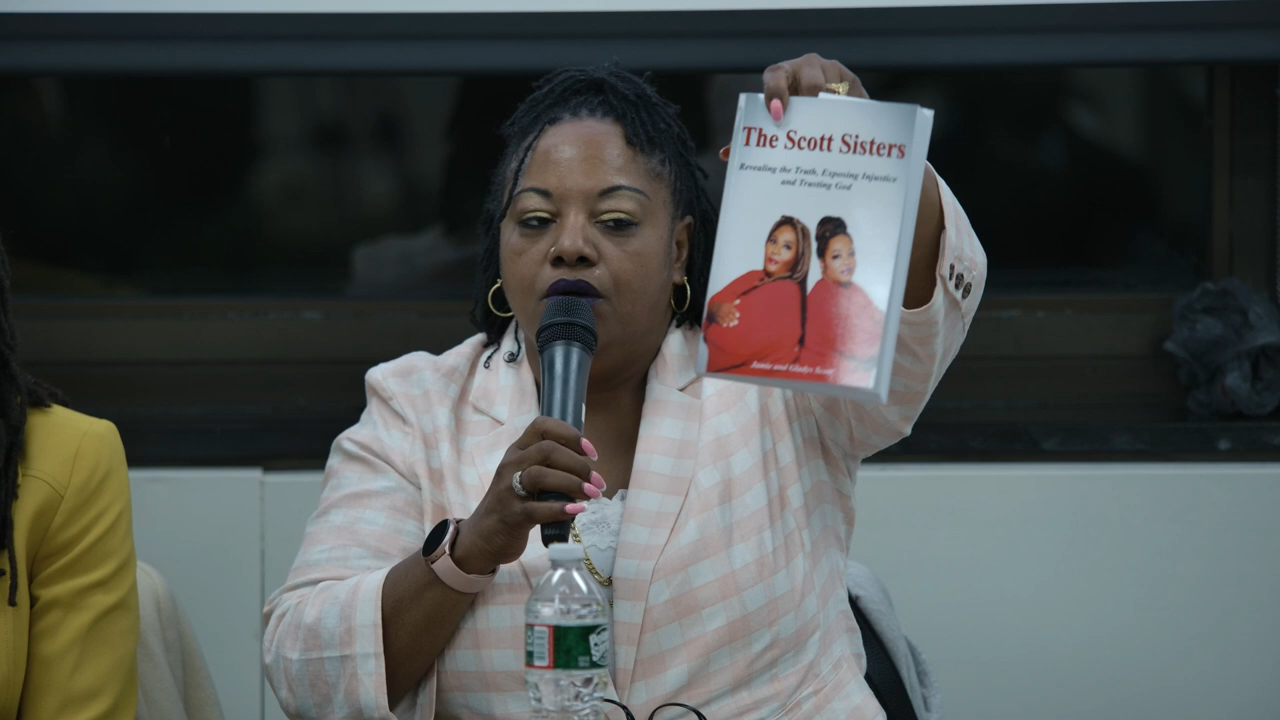 The Scott Sisters
Revealing the Truth, Exposing Injustice
and Trusting God
Jamie and Gladys Scott